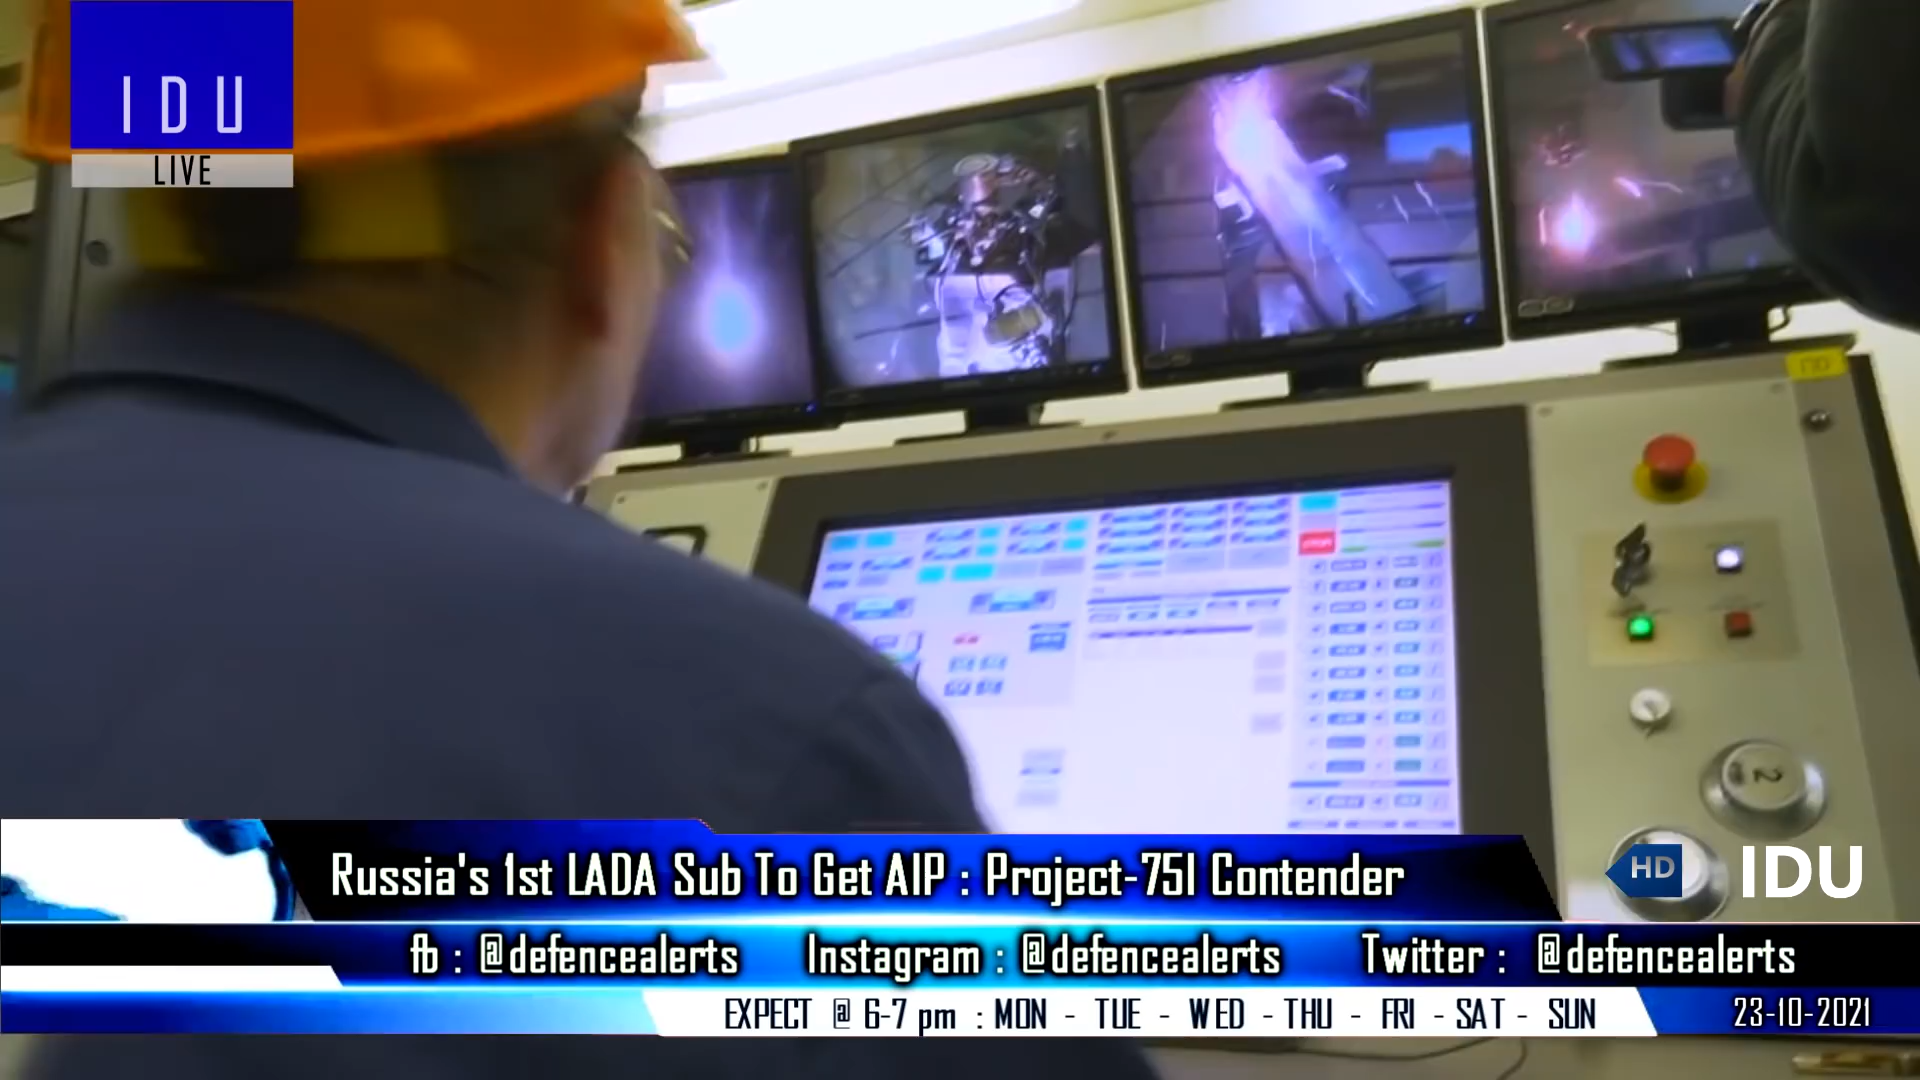 IDU
LIVE
Russia's 1st LADA Sub To Get AIP : Project-75I Contender
HD IDU
fb : @defencealerts Instagram : @defencealerts Twitter : @defencealerts
EXPECT @ 6-7 pm : MON - TUE - WED - THU - FRI - SAT - SUN 23-10-2021
2